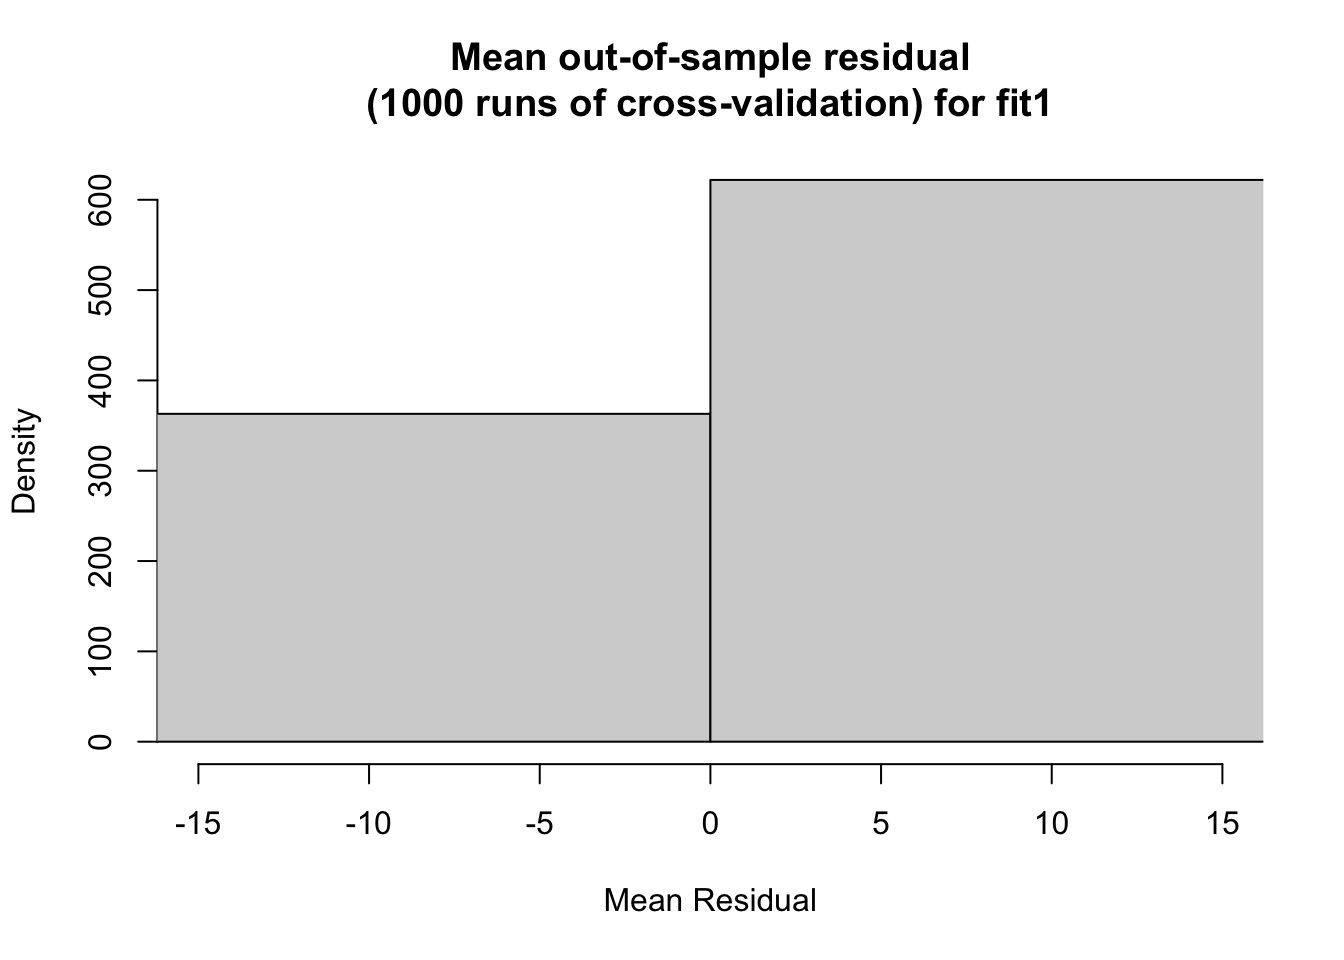 Mean out-of-sample residual
(1000 runs of cross-validation) for fit1
600
500
400
300
200
100
0
Density
-15 -10 -5 0 5 10 15
Mean Residual